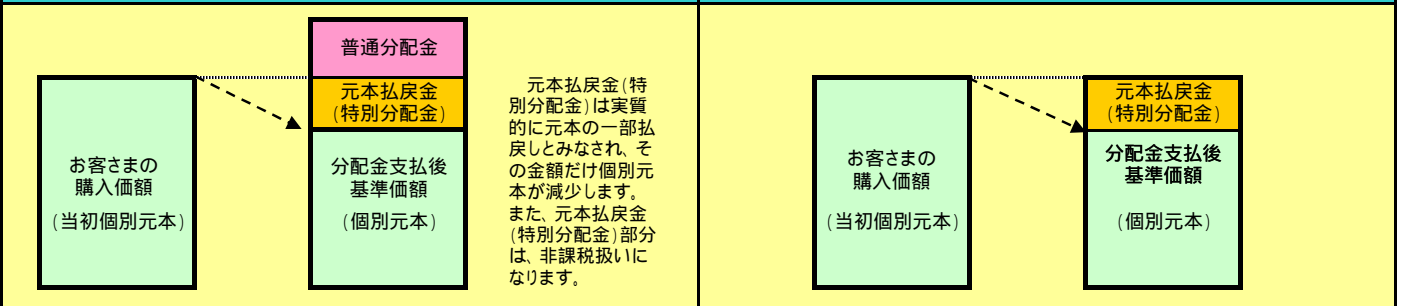 普通分配金
元本払戻金
(特別分配金)
お客さまの
購入価額
(当初個別元本)
分配金支払後
基準価額
(個別元本)
元本払戻金(特
別分配金)は実質
的に元本の一部払
戻しとみなされ、そ
の金額だけ個別元
本が減少します。
また、元本払戻金
(特別分配金)部分
は、非課税扱いに
なります。
お客さまの
購入価額
(当初個別元本)
元本払戻金
(特別分配金)
分配金支払後
基準価額
(個別元本)